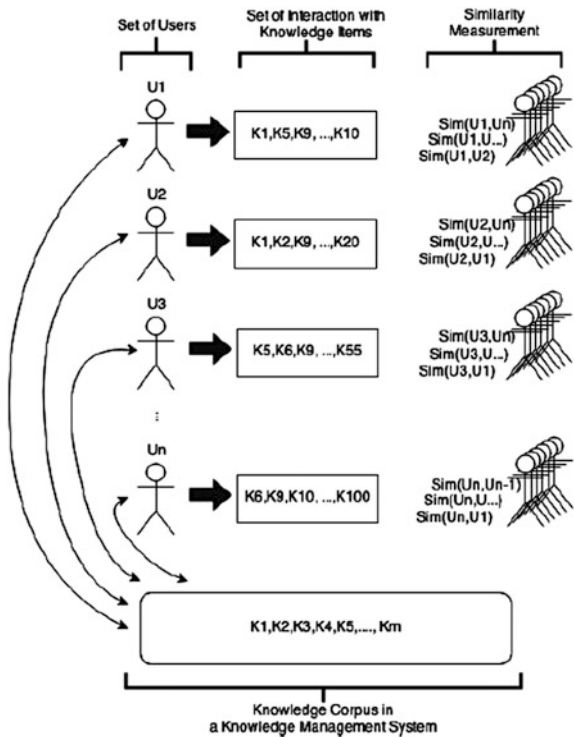 Set of Users
Set of Interaction with
Knowledge Items
Similarity
Measurement
U1
K1,K5,K9, ...,K10
Sim(U1,Un)
Sim(U1,U...)
Sim(U1,U2)
U2
K1,K2,K9, ...,K20
Sim(U2,Un)
Sim(U2,U...)
Sim(U2,U1)
U3
K5,K6,K9, ...,K55
Sim(U3,Un)
Sim(U3,U...)
Sim(U3,U1)
...
Un
K6,K9,K10, ...,K100
Sim(Un,Un-1)
Sim(Un,U...)
Sim(Un,U1)
K1,K2,K3,K4,K5,...., Km
Knowledge Corpus in
a Knowledge Management System